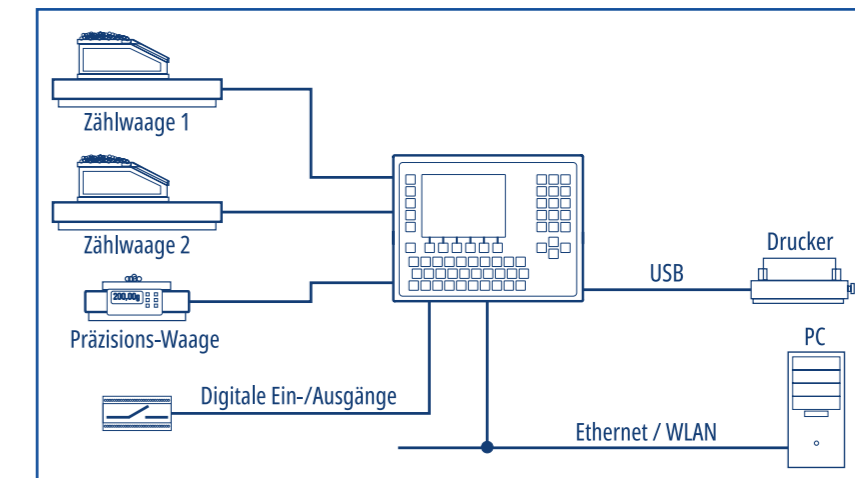 Zählwaage 1
Zählwaage 2
200,00g
Präzisions-Waage
Digitale Ein-/Ausgänge
USB
Drucker
PC
Ethernet / WLAN